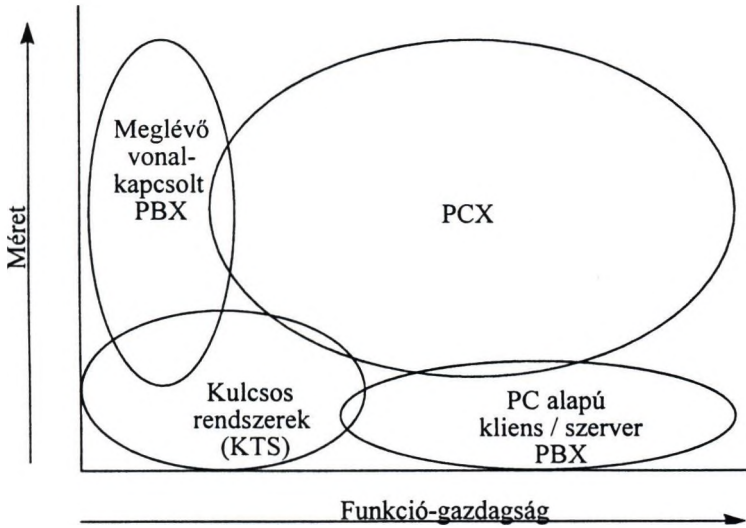 Méret
Meglévő
vonal-
kapcsolt
PBX
PCX
Kulcsos
rendszerek
(KTS)
PC alapú
kliens / szerver
PBX
Funkció-gazdagság